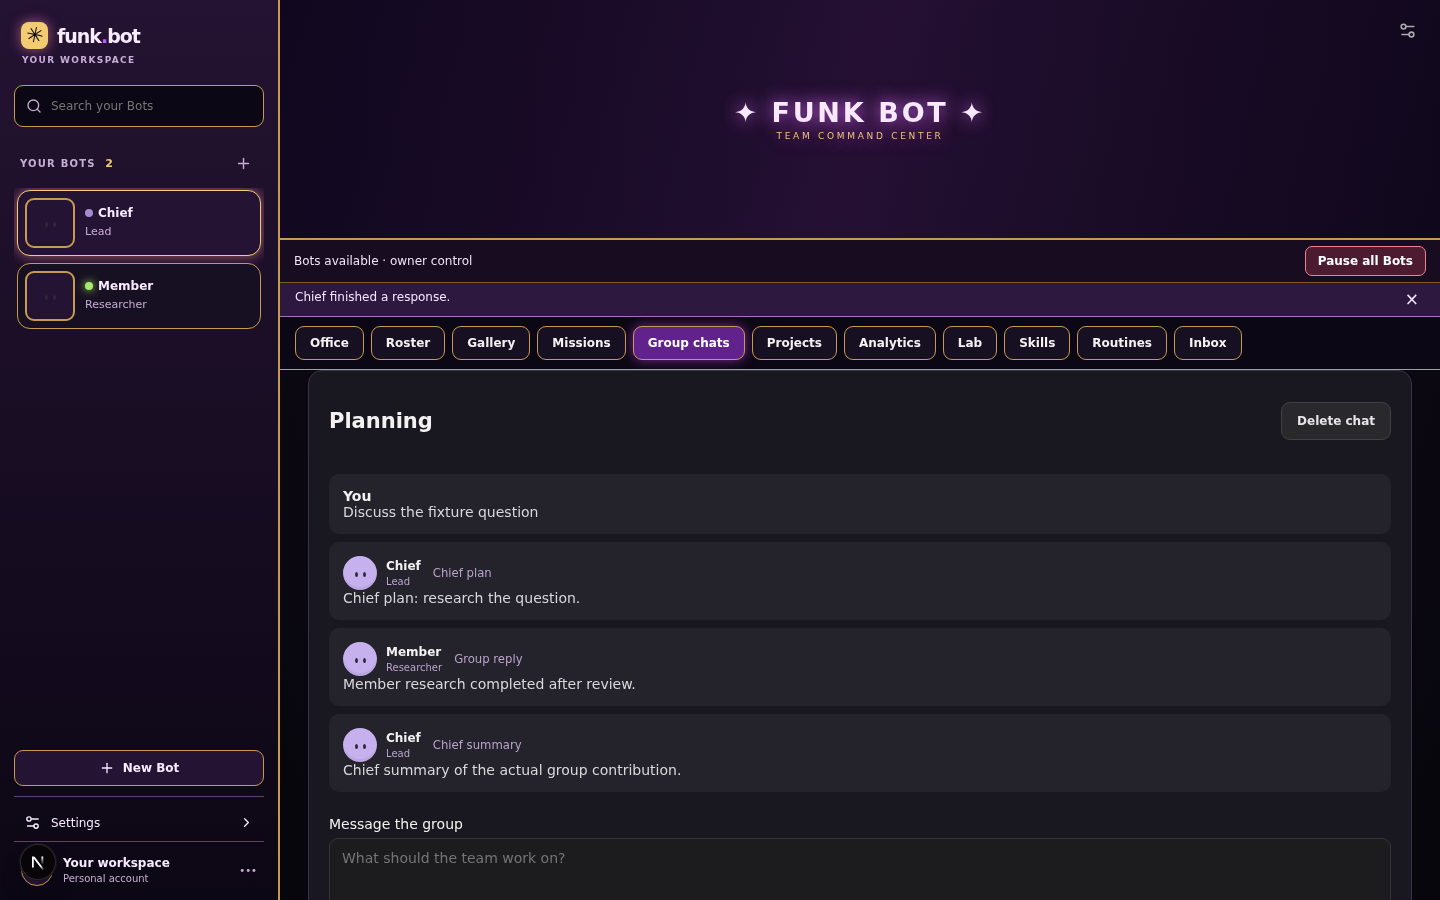 funk.bot
YOUR WORKSPACE
Search your Bots
YOUR BOTS 2
Chief
Lead
Member
Researcher
New Bot
Settings
N
Your workspace
Personal account
✦ FUNK BOT ✦
TEAM COMMAND CENTER
Bots available · owner control
Pause all Bots
Chief finished a response.
Office
Roster
Gallery
Missions
Group chats
Projects
Analytics
Lab
Skills
Routines
Inbox
Planning
Delete chat
You
Discuss the fixture question
Chief
Lead
Chief plan
Chief plan: research the question.
Member
Researcher
Group reply
Member research completed after review.
Chief
Lead
Chief summary
Chief summary of the actual group contribution.
Message the group
What should the team work on?